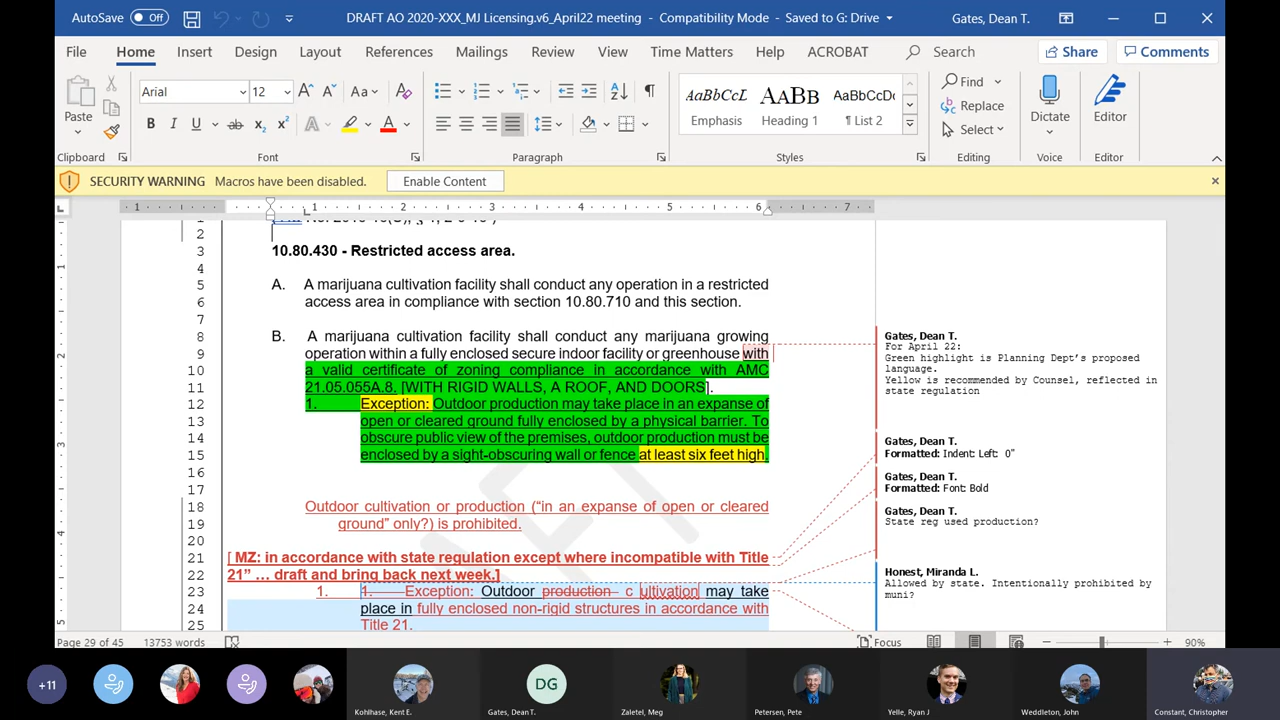 AutoSave Off DRAFT AO 2020-XXX_MJ Licensing.v6_April22 meeting - Compatibility Mode - Saved to G: Drive Gates, Dean T.
File Home Insert Design Layout References Mailings Review View Time Matters Help ACROBAT Search Share Comments
Paste
Clipboard
Arial 12
Font
Paragraph
AaBbCcL AABB AaBbCcDc
Emphasis Heading 1 ¶ List 2
Styles
Find
Replace
Select
Editing
Dictate
Voice
Editor
Editor
SECURITY WARNING Macros have been disabled. Enable Content
1 1 2 3 4 5 6 7
1
2
3 10.80.430 - Restricted access area.
4
5 A. A marijuana cultivation facility shall conduct any operation in a restricted
6 access area in compliance with section 10.80.710 and this section.
7
8 B. A marijuana cultivation facility shall conduct any marijuana growing
9 operation within a fully enclosed secure indoor facility or greenhouse with
10 a valid certificate of zoning compliance in accordance with AMC
11 21.05.055A.8. [WITH RIGID WALLS, A ROOF, AND DOORS].
12 1. Exception: Outdoor production may take place in an expanse of
13 open or cleared ground fully enclosed by a physical barrier. To
14 obscure public view of the premises, outdoor production must be
15 enclosed by a sight-obscuring wall or fence at least six feet high.
16
17
18 Outdoor cultivation or production (“in an expanse of open or cleared
19 ground” only?) is prohibited.
20
21 [ MZ: in accordance with state regulation except where incompatible with Title
22 21” … draft and bring back next week.]
23 1. 1. Exception: Outdoor production c ultivation may take
24 place in fully enclosed non-rigid structures in accordance with
25 Title 21.
Gates, Dean T.
For April 22:
Green highlight is Planning Dept’s proposed
language.
Yellow is recommended by Counsel, reflected in
state regulation
Gates, Dean T.
Formatted: Indent: Left: 0"
Gates, Dean T.
Formatted: Font: Bold
Gates, Dean T.
State reg used production?
Honest, Miranda L.
Allowed by state. Intentionally prohibited by
muni?
Page 29 of 45 13753 words Focus 90%
+11 DG
Kohlhase, Kent E. Gates, Dean T. Zaletel, Meg Petersen, Pete Yelle, Ryan J Weddleton, John Constant, Christopher